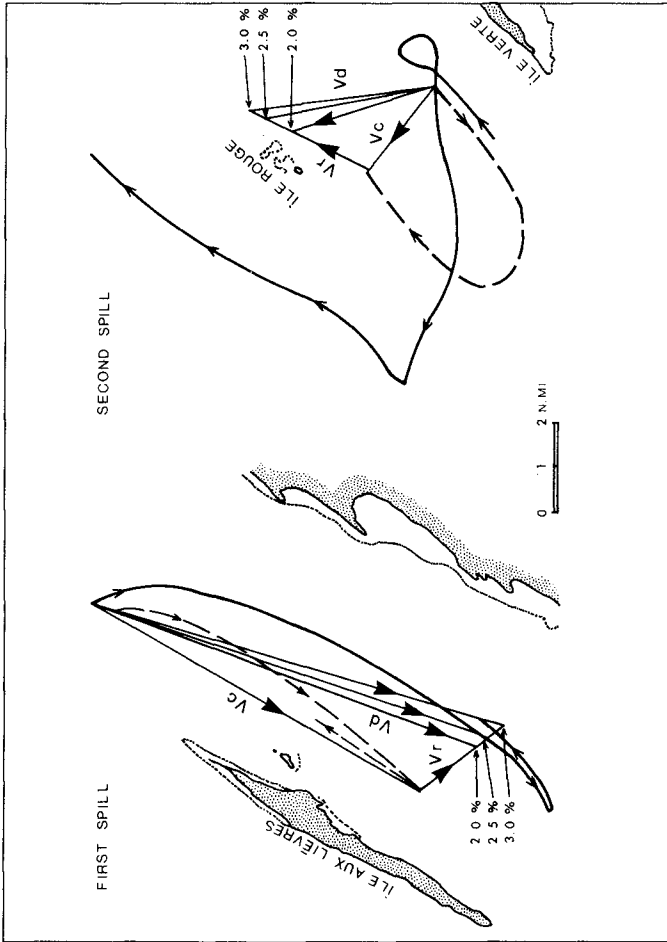 FIRST SPILL
ÎLE AUX LIÈVRES
Vc
Vd
Vr
2 0 %
2 5 %
3.0 %
0 1 2 N.MI
SECOND SPILL
ÎLE ROUGE
Vr
Vc
Vd
3.0 %
2.5 %
2.0 %
ÎLE VERTE